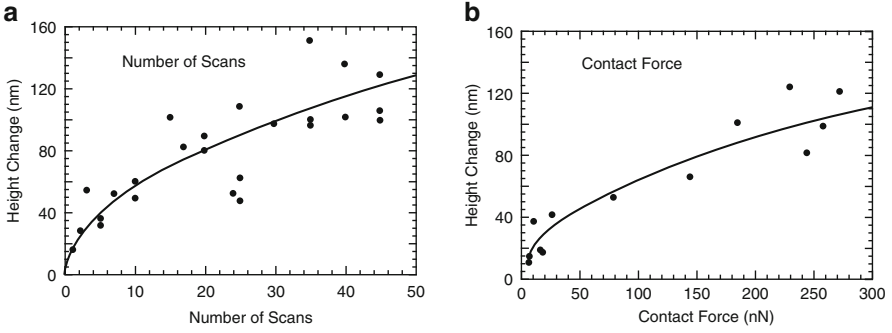 a
160
120
80
40
0
Height Change (nm)
Number of Scans
0 10 20 30 40 50
Number of Scans
b
160
120
80
40
0
Height Change (nm)
Contact Force
0 50 100 150 200 250 300
Contact Force (nN)